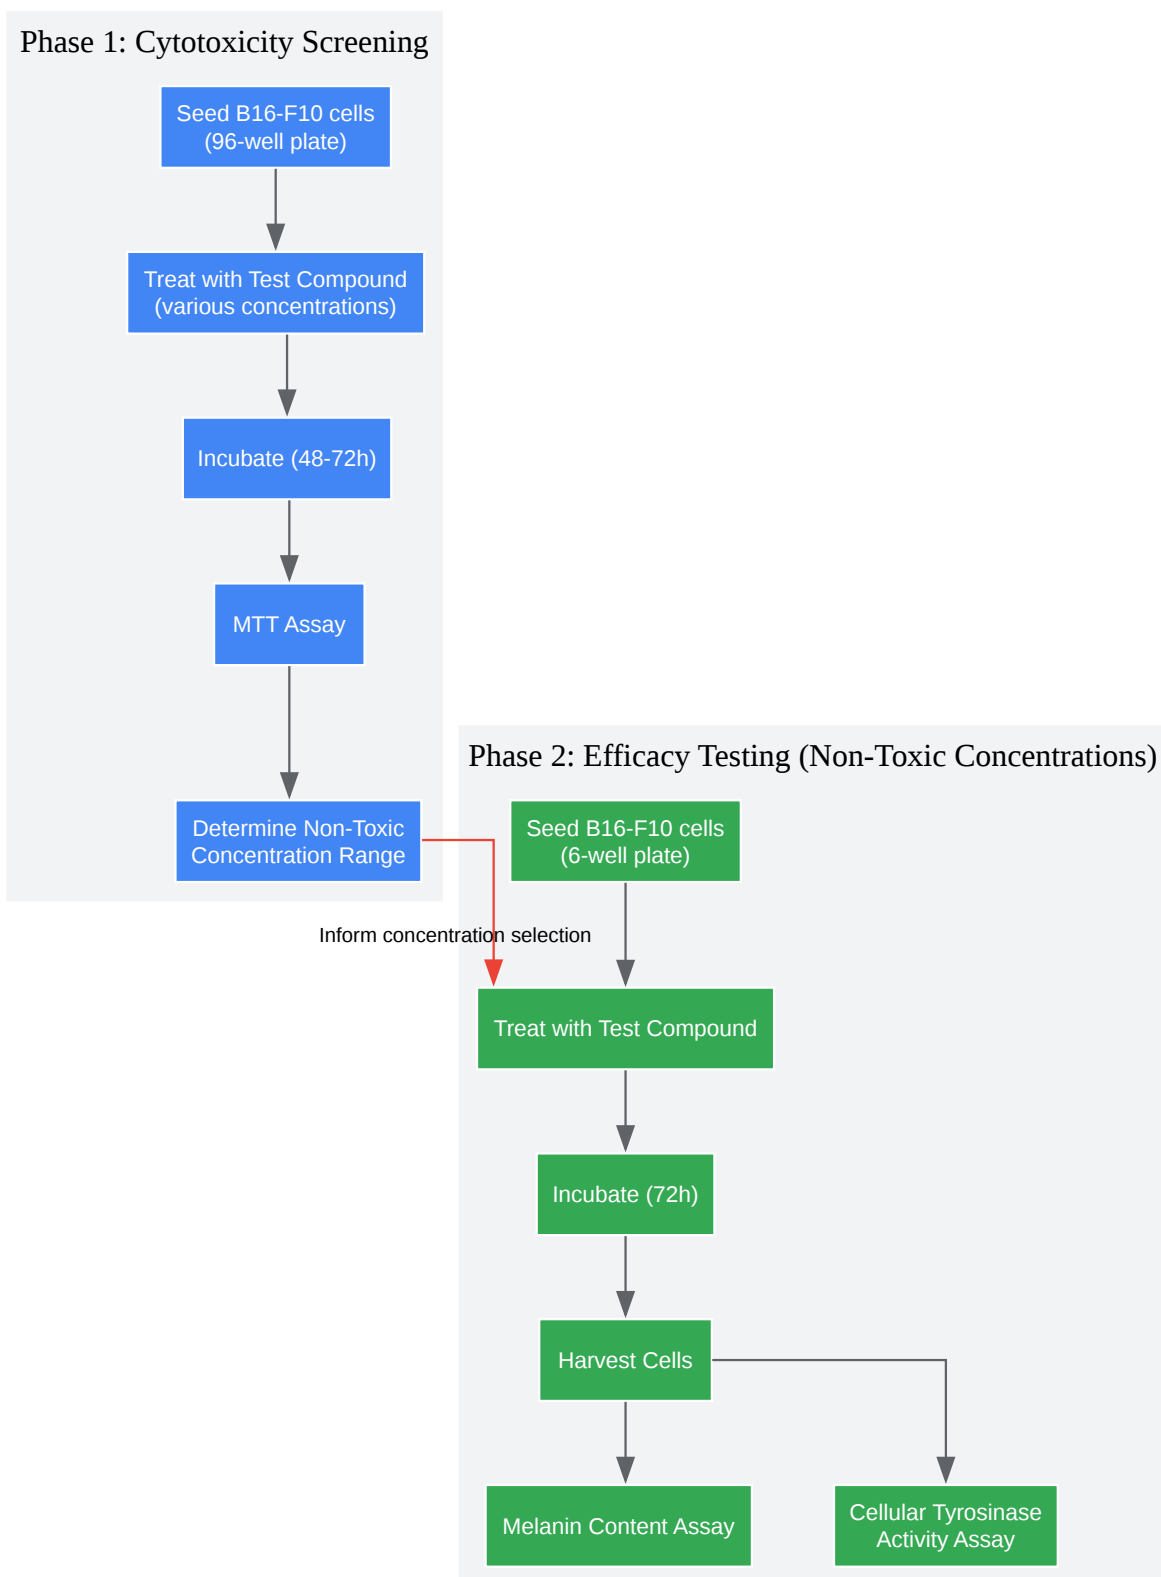 Phase 1: Cytotoxicity Screening
Seed B16-F10 cells
(96-well plate)
Treat with Test Compound
(various concentrations)
Incubate (48-72h)
MTT Assay
Determine Non-Toxic
Concentration Range
Inform concentration selection
Phase 2: Efficacy Testing (Non-Toxic Concentrations)
Seed B16-F10 cells
(6-well plate)
Treat with Test Compound
Incubate (72h)
Harvest Cells
Melanin Content Assay
Cellular Tyrosinase
Activity Assay